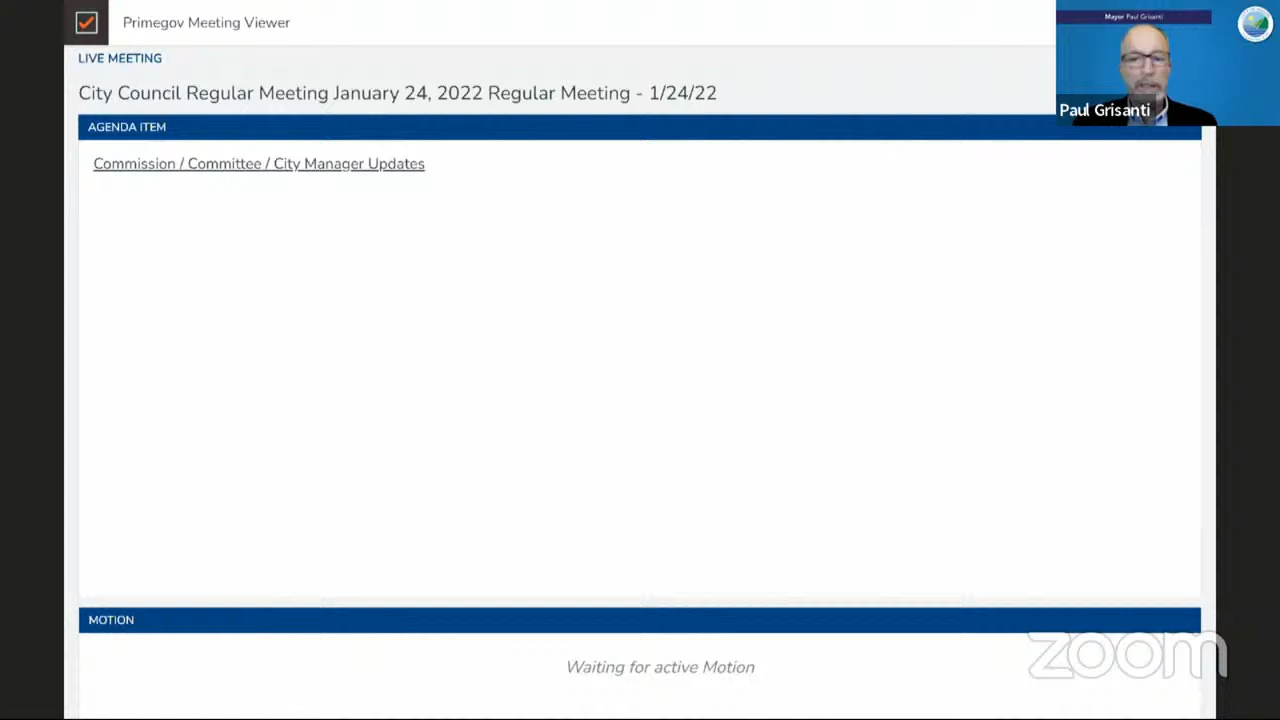 Primegov Meeting Viewer
Mayor Paul Grisanti
LIVE MEETING
City Council Regular Meeting January 24, 2022 Regular Meeting - 1/24/22
Paul Grisanti
AGENDA ITEM
Commission / Committee / City Manager Updates
MOTION
Waiting for active Motion
zoom